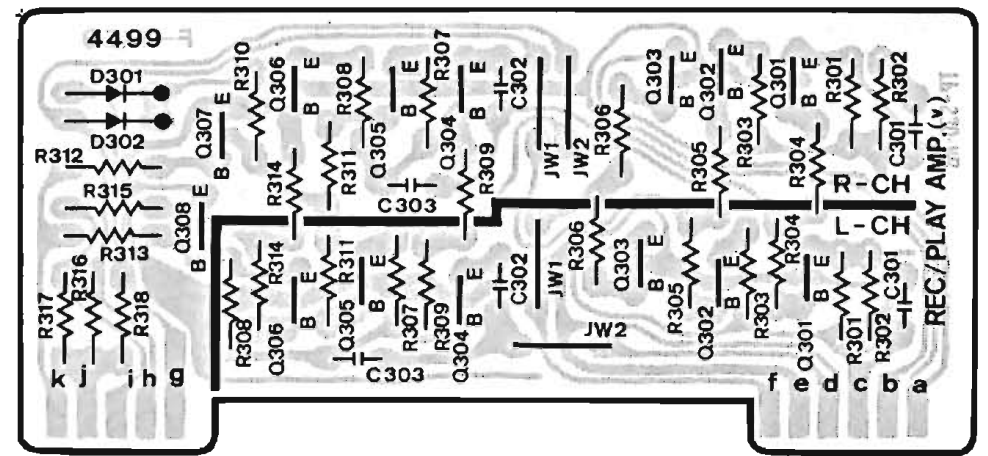 4499
D301
D302
R312
R315
R313
Q307
B
E
Q308
B
E
R310
Q306
B
E
R308
R307
E
B
Q305
Q304
B
E
C302
R314
R311
R309
C303
JW1
JW2
R306
Q303
B
E
Q302
B
E
Q301
B
E
R301
R302
R303
R305
R304
C301
R-CH
L-CH
REC/PLAY AMP.(v)
R317
R316
R318
R308
R314
Q306
B
E
R311
Q305
B
E
R307
R309
Q304
B
E
C302
C303
JW1
JW2
R306
Q303
B
E
R305
Q302
B
E
R303
R304
Q301
B
E
R301
R302
C301
k j i h g
f e d c b a